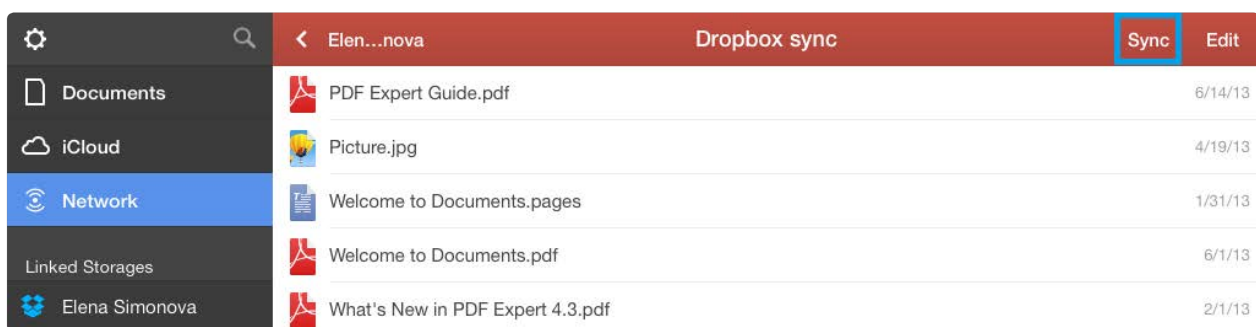 Elen...nova
Dropbox sync
Sync
Edit
Documents
iCloud
Network
Linked Storages
Elena Simonova
PDF Expert Guide.pdf
6/14/13
Picture.jpg
4/19/13
Welcome to Documents.pages
1/31/13
Welcome to Documents.pdf
6/1/13
What's New in PDF Expert 4.3.pdf
2/1/13